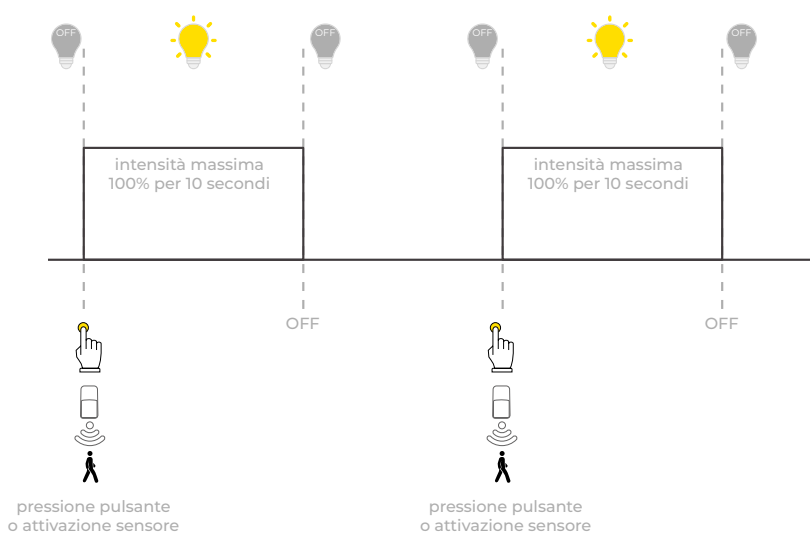 OFF
OFF
OFF
OFF
intensità massima
100% per 10 secondi
intensità massima
100% per 10 secondi
OFF
OFF
pressione pulsante
o attivazione sensore
pressione pulsante
o attivazione sensore